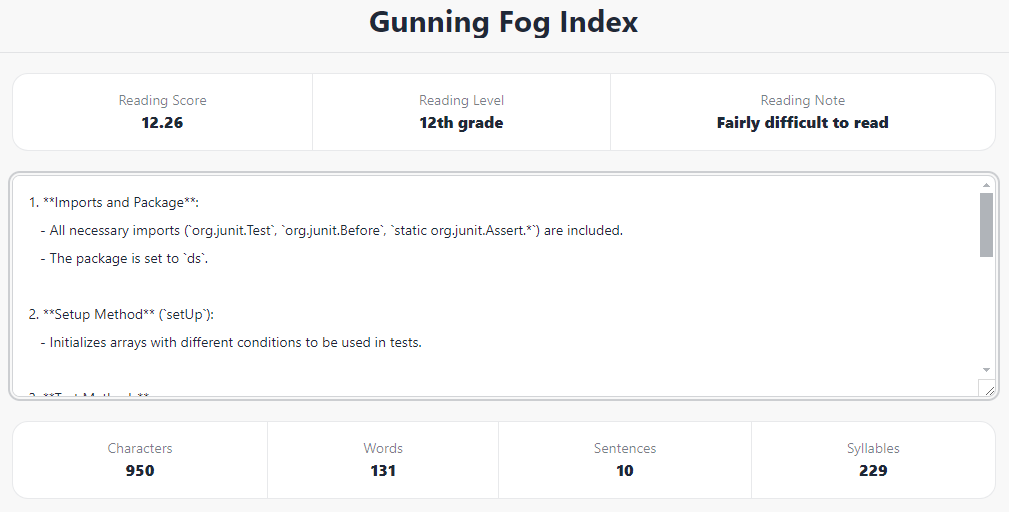 Gunning Fog Index
Reading Score
12.26
Reading Level
12th grade
Reading Note
Fairly difficult to read
1. **Imports and Package**:
- All necessary imports (`org.junit.Test`, `org.junit.Before`, `static org.junit.Assert.*`) are included.
- The package is set to `ds`.
2. **Setup Method** (`setUp`):
- Initializes arrays with different conditions to be used in tests.
Characters
950
Words
131
Sentences
10
Syllables
229